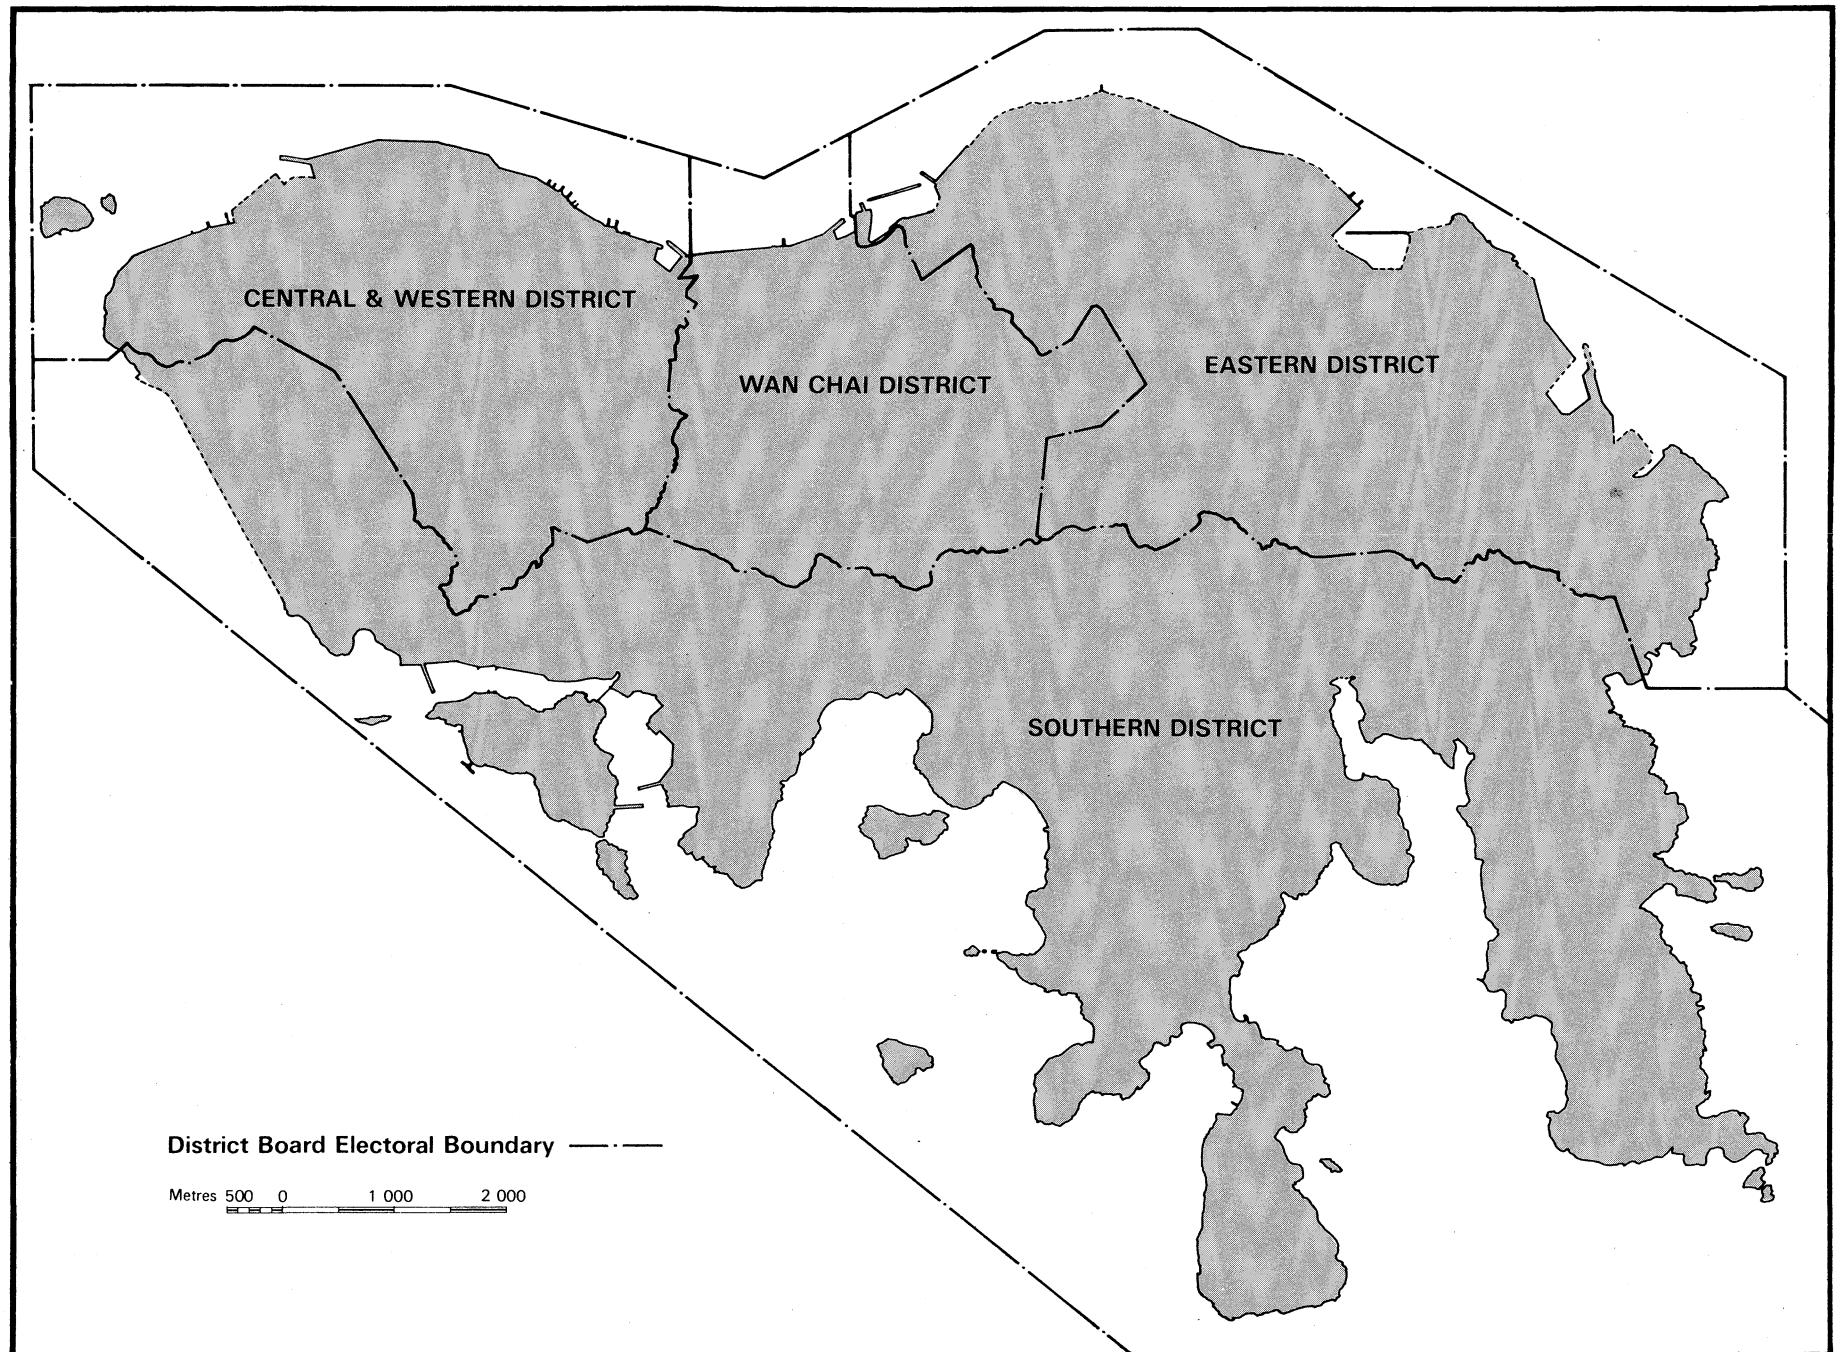 CENTRAL & WESTERN DISTRICT
WAN CHAI DISTRICT
EASTERN DISTRICT
SOUTHERN DISTRICT
District Board Electoral Boundary
Metres 500 0 1 000 2 000